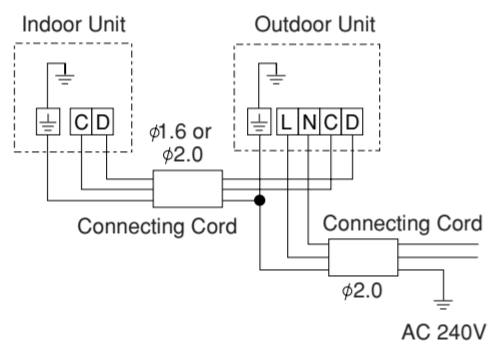 Indoor Unit
Outdoor Unit
C D
L N C D
ϕ1.6 or
ϕ2.0
Connecting Cord
Connecting Cord
ϕ2.0
AC 240V